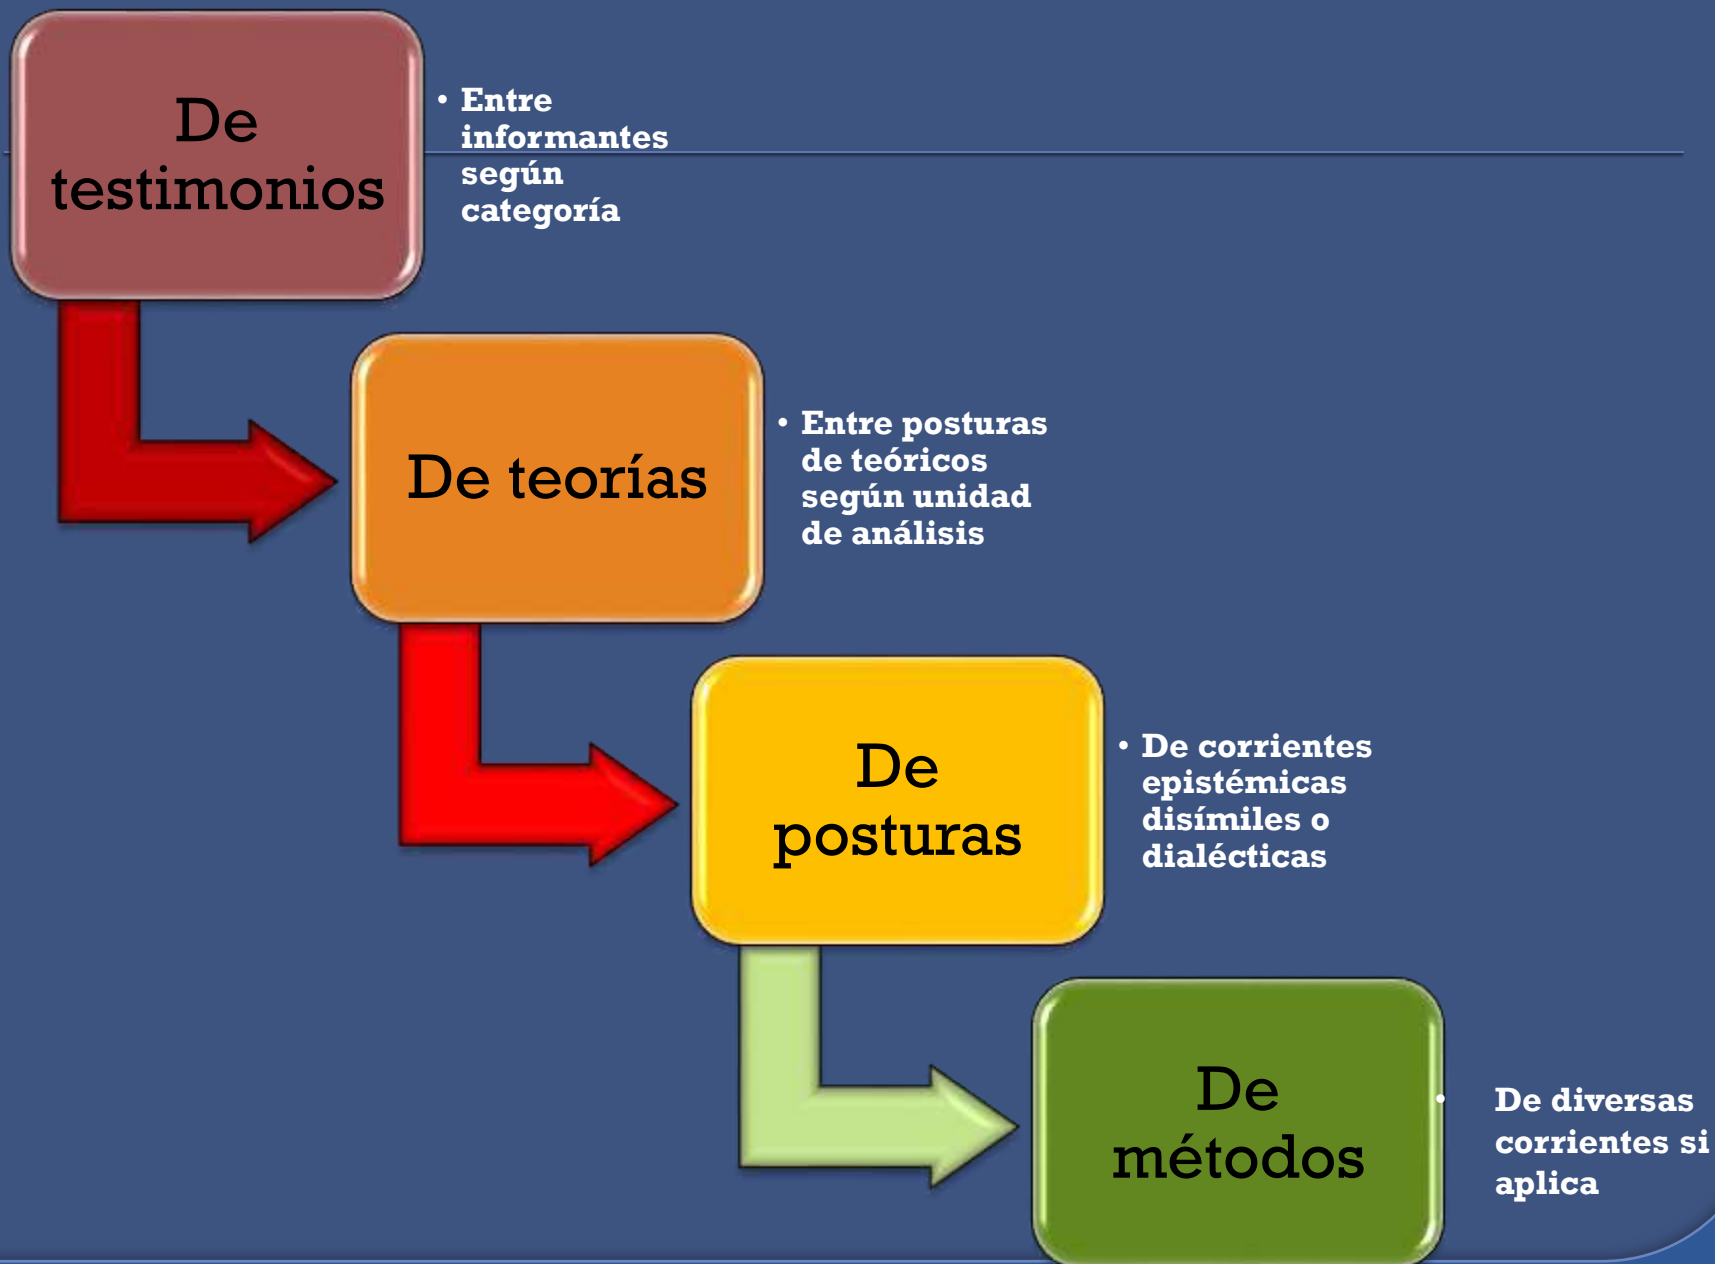 De
testimonios
• Entre
informantes
según
categoría
De teorías
• Entre posturas
de teóricos
según unidad
de análisis
De
posturas
• De corrientes
epistémicas
disímiles o
dialécticas
De
métodos
• De diversas
corrientes si
aplica